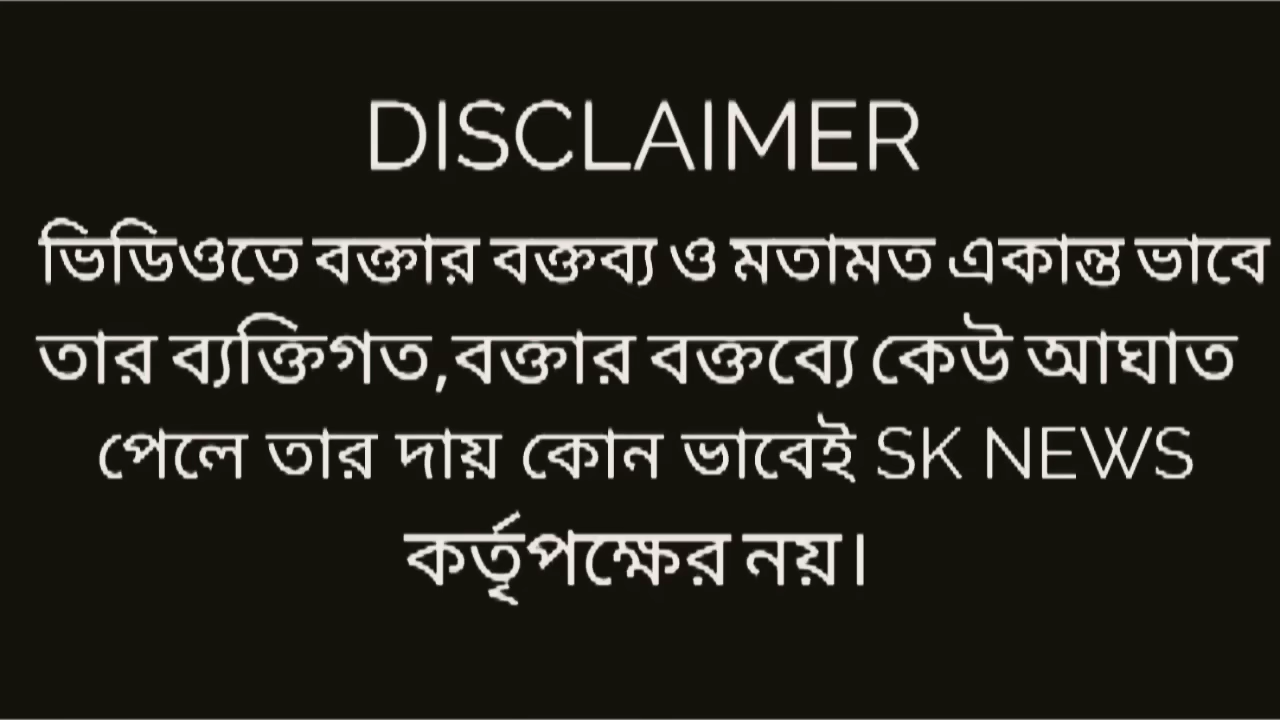 DISCLAIMER
ভিডিওতে বক্তার বক্তব্য ও মতামত একান্ত ভাবে
তার ব্যক্তিগত,বক্তার বক্তব্যে কেউ আঘাত
পেলে তার দায় কোন ভাবেই SK NEWS
কর্তৃপক্ষের নয়।